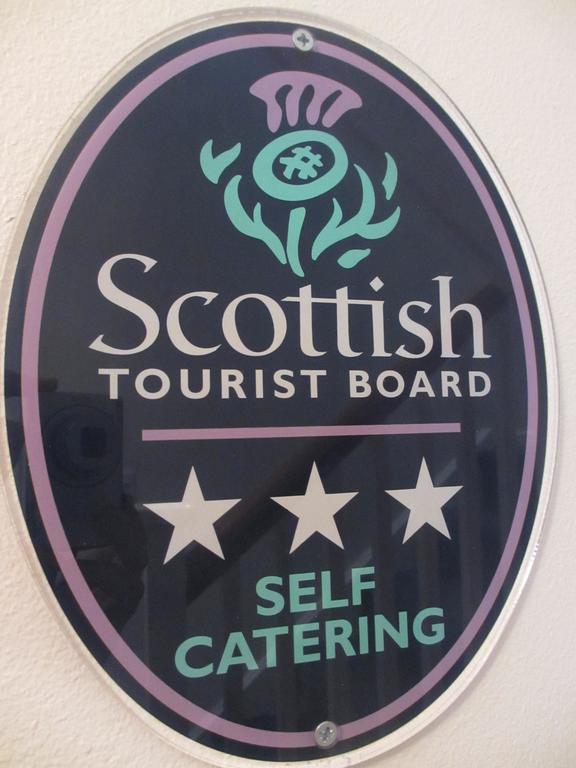 Scottish
TOURIST BOARD
SELF
CATERING